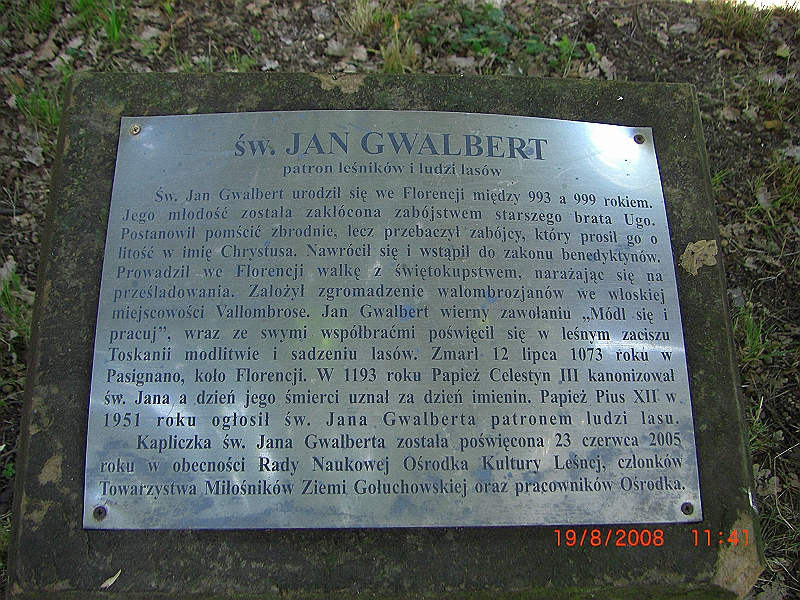 św. JAN GWALBERT
patron leśników i ludzi lasów
Św. Jan Gwalbert urodził się we Florencji między 993 a 999 rokiem.
Jego młodość została zakłócona zabójstwem starszego brata Ugo.
Postanowił pomścić zbrodnie, lecz przebaczył zabójcy, który prosił go o
litość w imię Chrystusa. Nawrócił się i wstąpił do zakonu benedyktynów.
Prowadził we Florencji walkę z świętokupstwem, narażając się na
prześladowania. Założył zgromadzenie walombrozjanów we włoskiej
miejscowości Vallombrose. Jan Gwalbert wierny zawołaniu „Módl się i
pracuj”, wraz ze swymi współbraćmi poświęcił się w leśnym zaciszu
Toskanii modlitwie i sadzeniu lasów. Zmarł 12 lipca 1073 roku w
Pasignano, koło Florencji. W 1193 roku Papież Celestyn III kanonizował
św. Jana a dzień jego śmierci uznał za dzień imienin. Papież Pius XII w
1951 roku ogłosił św. Jana Gwalberta patronem ludzi lasu.
Kapliczka św. Jana Gwalberta została poświęcona 23 czerwca 2005
roku w obecności Rady Naukowej Ośrodka Kultury Leśnej, członków
Towarzystwa Miłośników Ziemi Gołuchowskiej oraz pracowników Ośrodka.
19/8/2008 11:41